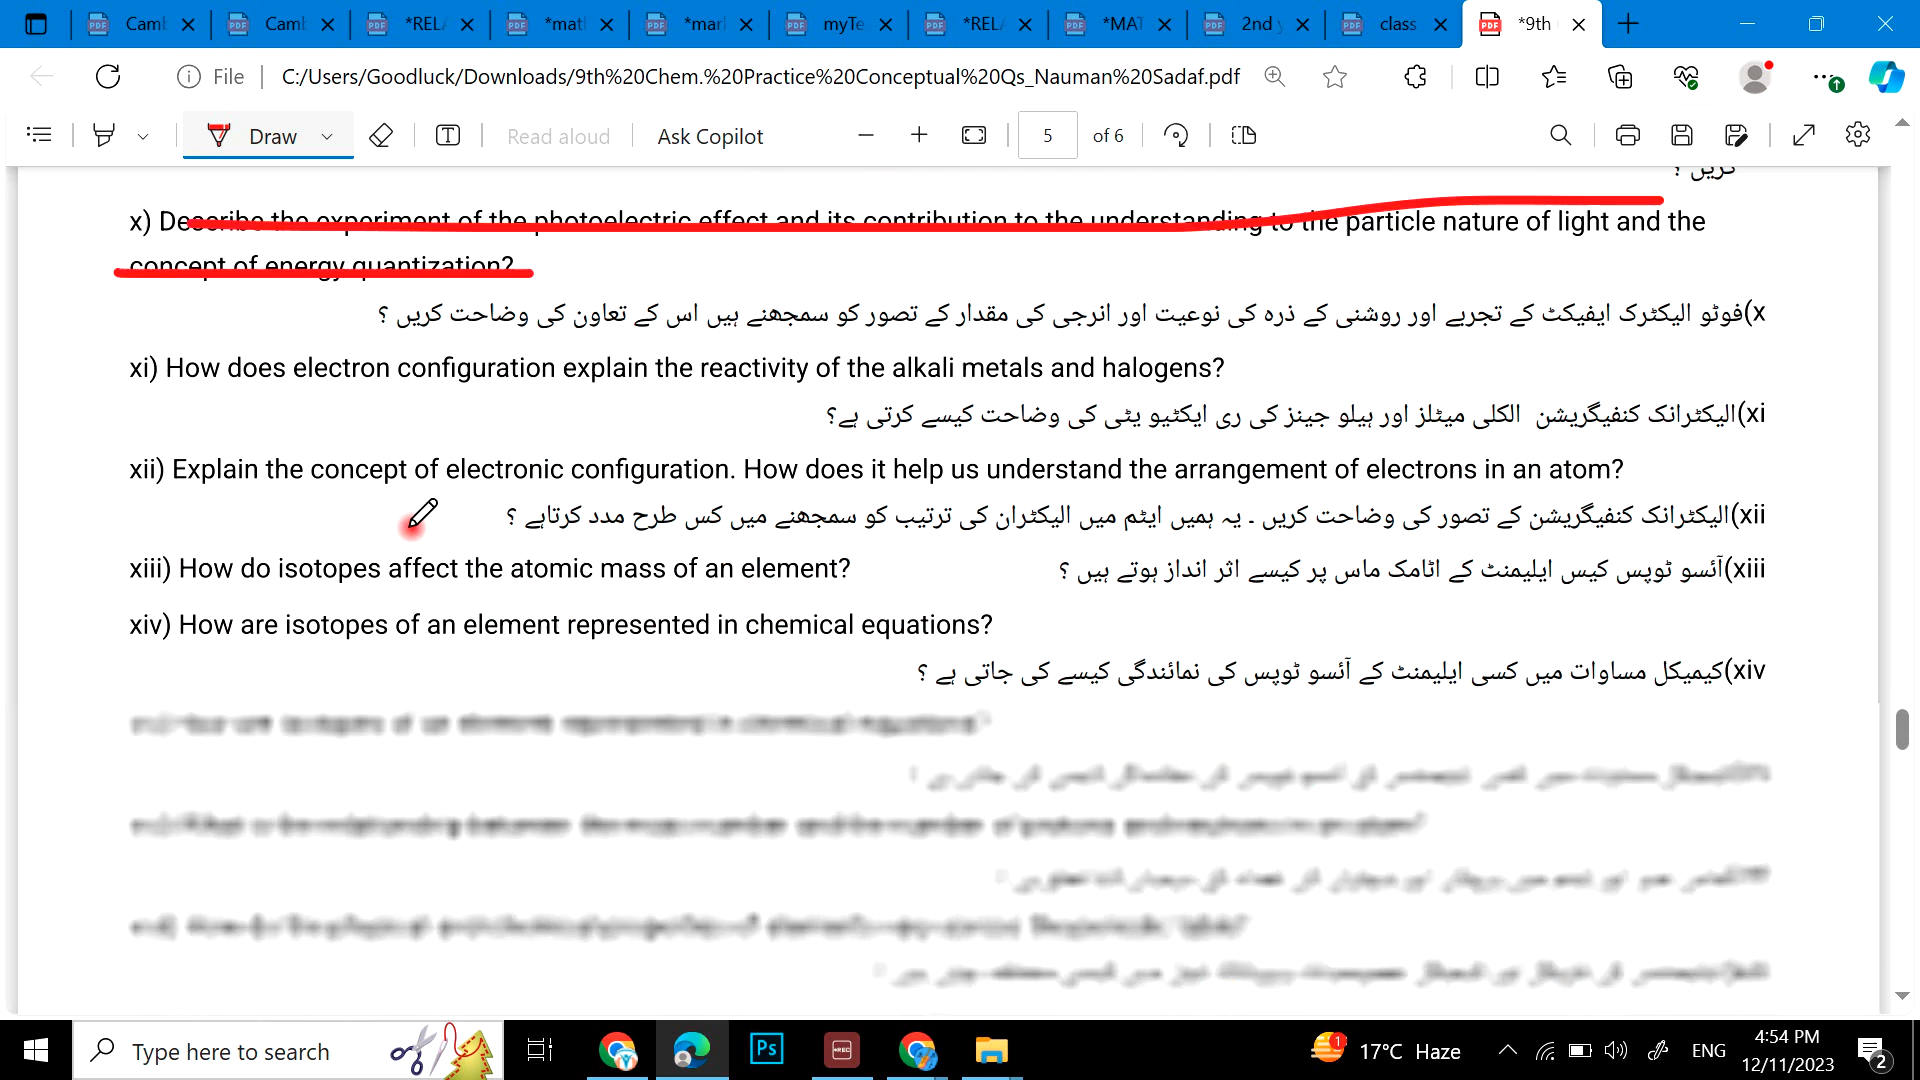 Camb
Camb
*RELA
*math
*mark
myTe
*RELA
*MAT
2nd y
class
*9th
File
C:/Users/Goodluck/Downloads/9th%20Chem.%20Practice%20Conceptual%20Qs_Nauman%20Sadaf.pdf
Draw
Read aloud
Ask Copilot
5 of 6
کریں ؟
x) Describe the experiment of the photoelectric effect and its contribution to the understanding to the particle nature of light and the
concept of energy quantization?
x)فوٹو الیکٹرک ایفیکٹ کے تجربے اور روشنی کے ذرہ کی نوعیت اور انرجی کی مقدار کے تصور کو سمجھنے ہیں اس کے تعاون کی وضاحت کریں ؟
xi) How does electron configuration explain the reactivity of the alkali metals and halogens?
xi)الیکٹرانک کنفیگریشن الکلی میٹلز اور ہیلو جینز کی ری ایکٹیو یٹی کی وضاحت کیسے کرتی ہے؟
xii) Explain the concept of electronic configuration. How does it help us understand the arrangement of electrons in an atom?
xii)الیکٹرانک کنفیگریشن کے تصور کی وضاحت کریں ۔ یہ ہمیں ایٹم میں الیکٹران کی ترتیب کو سمجھنے میں کس طرح مدد کرتاہے ؟
xiii) How do isotopes affect the atomic mass of an element?
xiii)آئسو ٹوپس کیس ایلیمنٹ کے اٹامک ماس پر کیسے اثر انداز ہوتے ہیں ؟
xiv) How are isotopes of an element represented in chemical equations?
xiv)کیمیکل مساوات میں کسی ایلیمنٹ کے آئسو ٹوپس کی نمائندگی کیسے کی جاتی ہے ؟
Type here to search
Ps
REC
1
17°C Haze
ENG
4:54 PM
12/11/2023
2